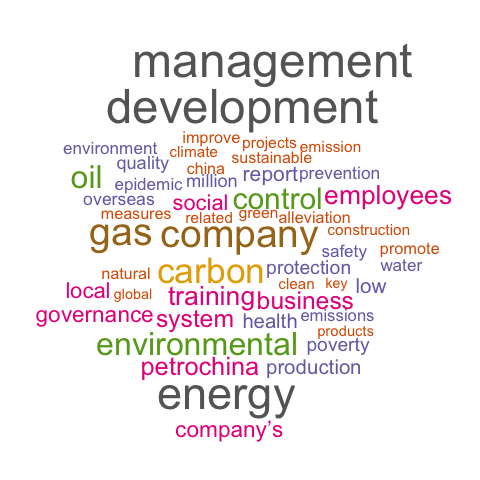 management
development
improve projects
environment climate emission
quality china sustainable
oil epidemic million report prevention
overseas social control employees
measures related green alleviation
gas company construction
safety promote
natural carbon protection water
local global training clean key low
governance system business
health emissions
products
environmental poverty
petrochina production
energy
company’s